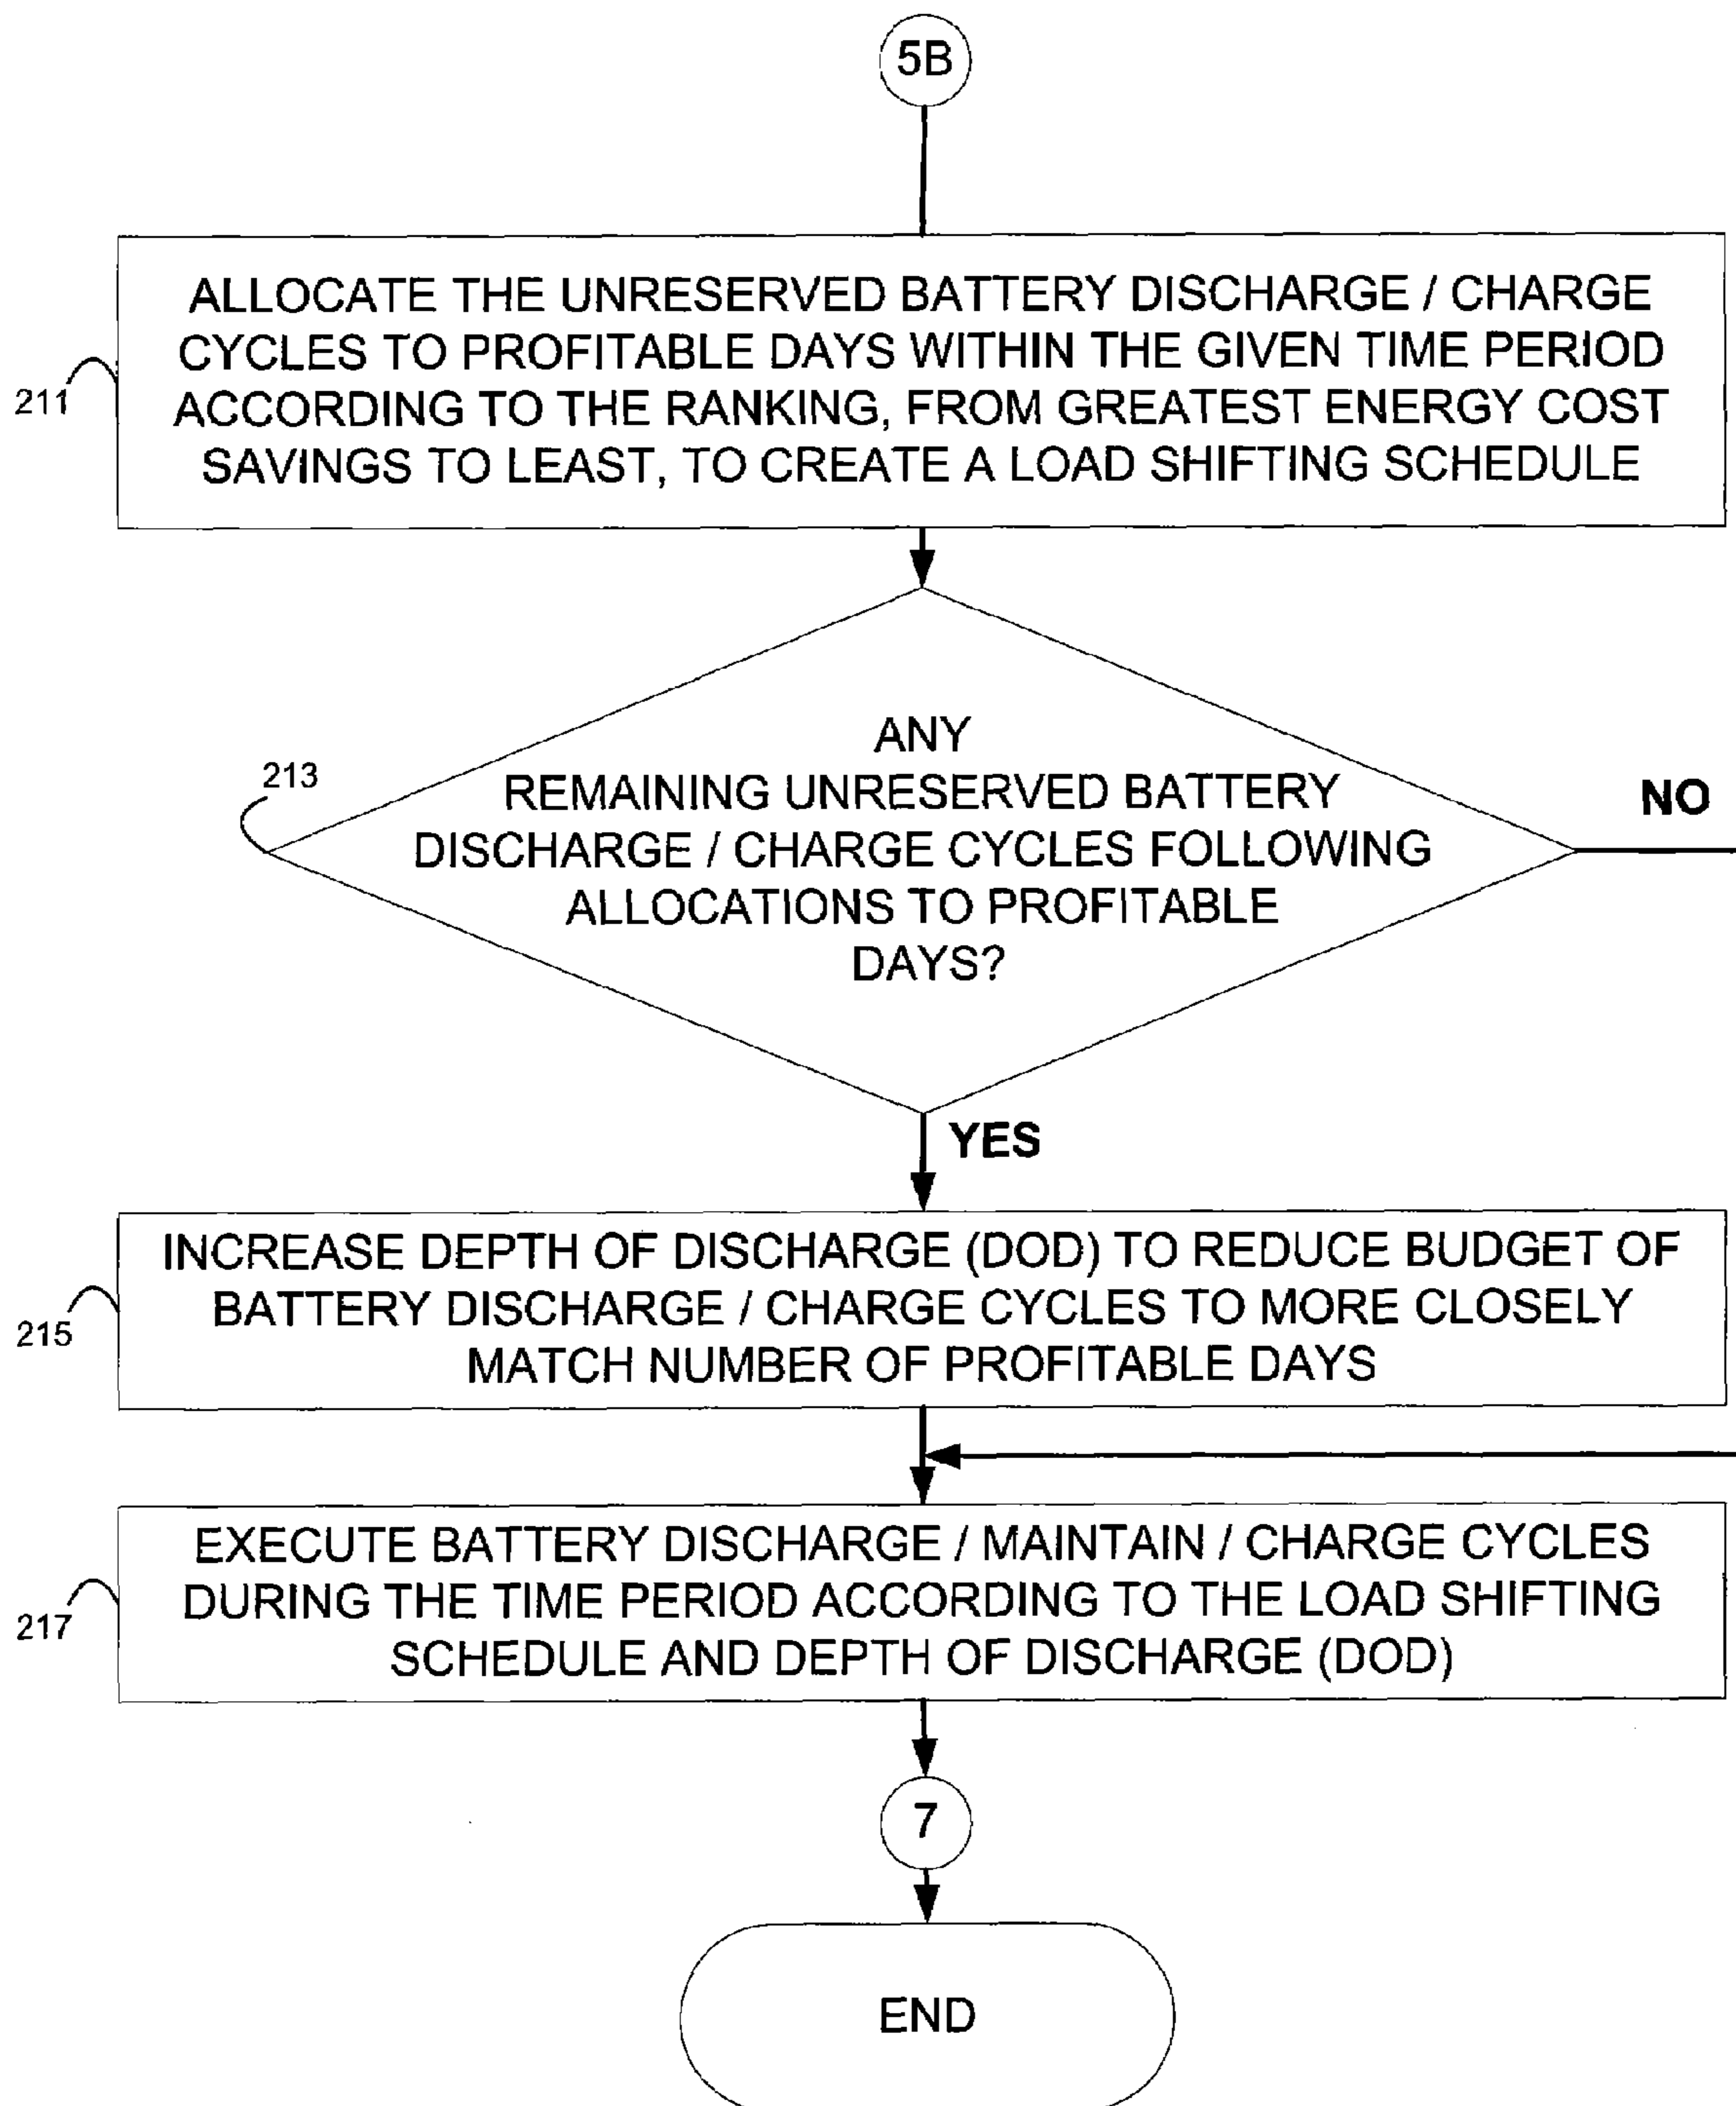 5B
ALLOCATE THE UNRESERVED BATTERY DISCHARGE / CHARGE
CYCLES TO PROFITABLE DAYS WITHIN THE GIVEN TIME PERIOD
ACCORDING TO THE RANKING, FROM GREATEST ENERGY COST
SAVINGS TO LEAST, TO CREATE A LOAD SHIFTING SCHEDULE
211
ANY
REMAINING UNRESERVED BATTERY
DISCHARGE / CHARGE CYCLES FOLLOWING
ALLOCATIONS TO PROFITABLE
DAYS?
213
NO
YES
INCREASE DEPTH OF DISCHARGE (DOD) TO REDUCE BUDGET OF
BATTERY DISCHARGE / CHARGE CYCLES TO MORE CLOSELY
MATCH NUMBER OF PROFITABLE DAYS
215
EXECUTE BATTERY DISCHARGE / MAINTAIN / CHARGE CYCLES
DURING THE TIME PERIOD ACCORDING TO THE LOAD SHIFTING
SCHEDULE AND DEPTH OF DISCHARGE (DOD)
217
7
END